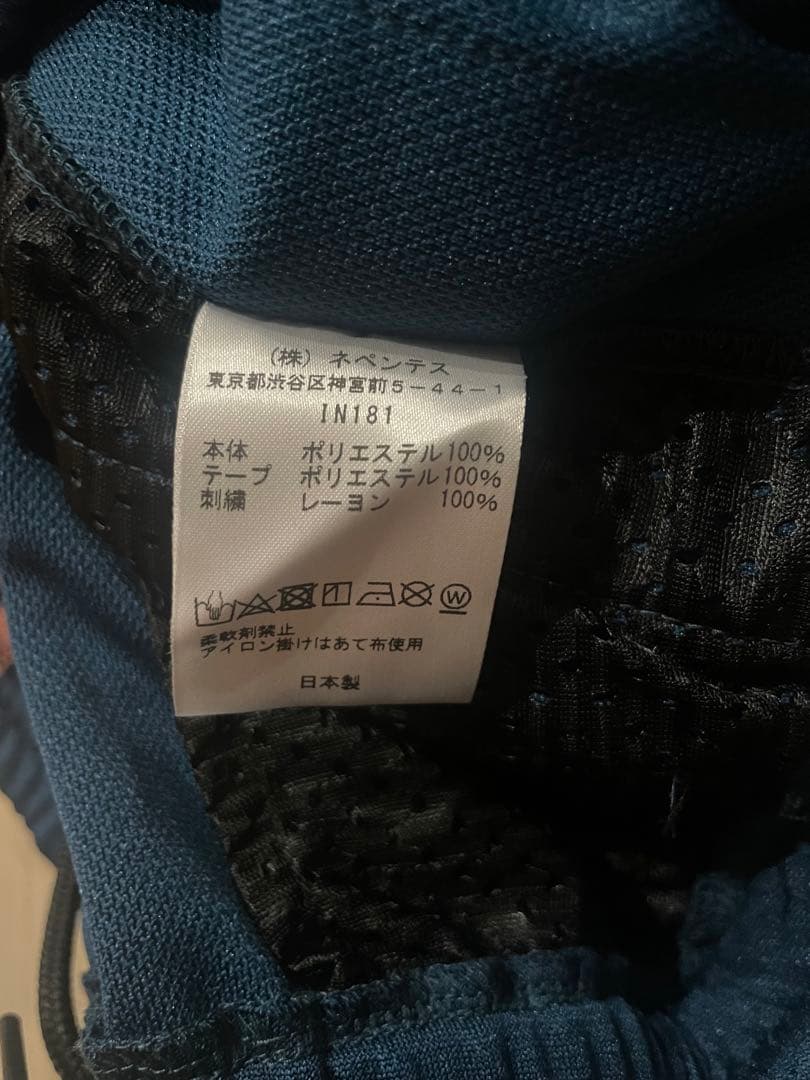 (株) ネペンテス
東京都渋谷区神宮前5-44-1
IN181
本体 ポリエステル100%
テープ ポリエステル100%
刺繍 レーヨン 100%
W
柔軟剤禁止
アイロン掛けはあて布使用
日本製